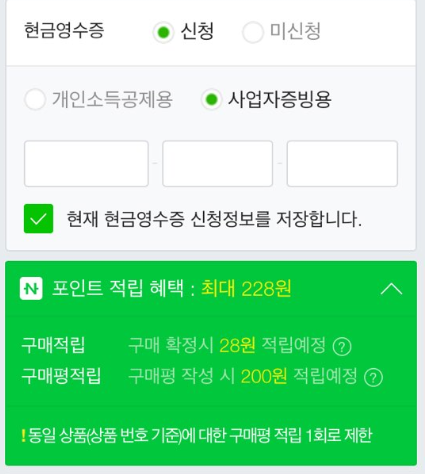 현금영수증 신청 미신청
개인소득공제용 사업자증빙용
- -
현재 현금영수증 신청정보를 저장합니다.
N 포인트 적립 혜택 : 최대 228원
구매적립 구매 확정시 28원 적립예정 ?
구매평적립 구매평 작성 시 200원 적립예정 ?
! 동일 상품(상품 번호 기준)에 대한 구매평 적립 1회로 제한